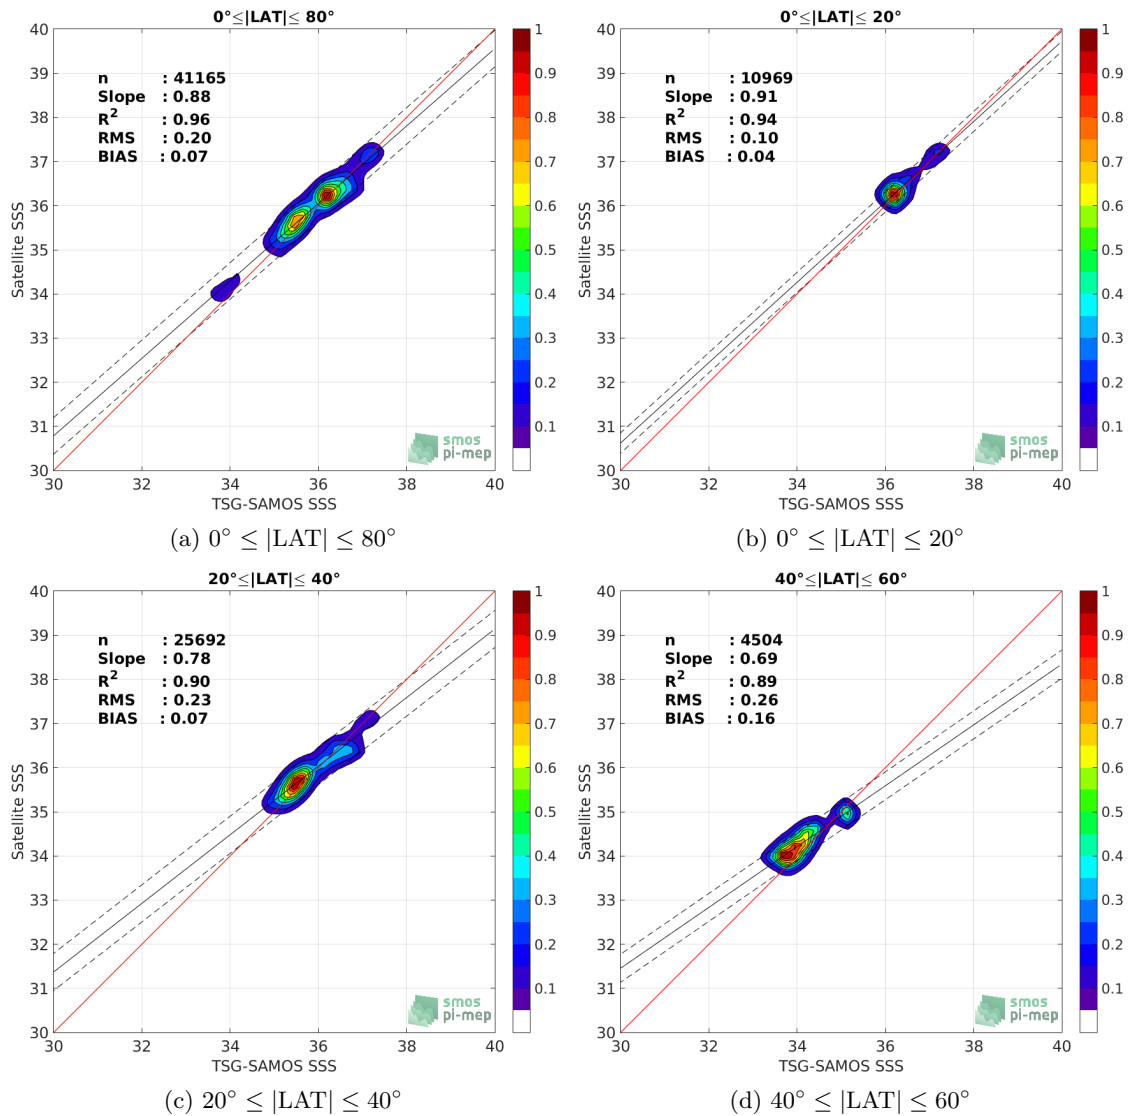 0°≤|LAT|≤ 80°
40
39
38
37
36
35
34
33
32
31
30
Satellite SSS
n : 41165
Slope : 0.88
R² : 0.96
RMS : 0.20
BIAS : 0.07
smos
pi-mep
30 32 34 36 38 40
TSG-SAMOS SSS
1
0.9
0.8
0.7
0.6
0.5
0.4
0.3
0.2
0.1
(a) 0° ≤ |LAT| ≤ 80°
0°≤|LAT|≤ 20°
40
39
38
37
36
35
34
33
32
31
30
Satellite SSS
n : 10969
Slope : 0.91
R² : 0.94
RMS : 0.10
BIAS : 0.04
smos
pi-mep
30 32 34 36 38 40
TSG-SAMOS SSS
1
0.9
0.8
0.7
0.6
0.5
0.4
0.3
0.2
0.1
(b) 0° ≤ |LAT| ≤ 20°
20°≤|LAT|≤ 40°
40
39
38
37
36
35
34
33
32
31
30
Satellite SSS
n : 25692
Slope : 0.78
R² : 0.90
RMS : 0.23
BIAS : 0.07
smos
pi-mep
30 32 34 36 38 40
TSG-SAMOS SSS
1
0.9
0.8
0.7
0.6
0.5
0.4
0.3
0.2
0.1
(c) 20° ≤ |LAT| ≤ 40°
40°≤|LAT|≤ 60°
40
39
38
37
36
35
34
33
32
31
30
Satellite SSS
n : 4504
Slope : 0.69
R² : 0.89
RMS : 0.26
BIAS : 0.16
smos
pi-mep
30 32 34 36 38 40
TSG-SAMOS SSS
1
0.9
0.8
0.7
0.6
0.5
0.4
0.3
0.2
0.1
(d) 40° ≤ |LAT| ≤ 60°